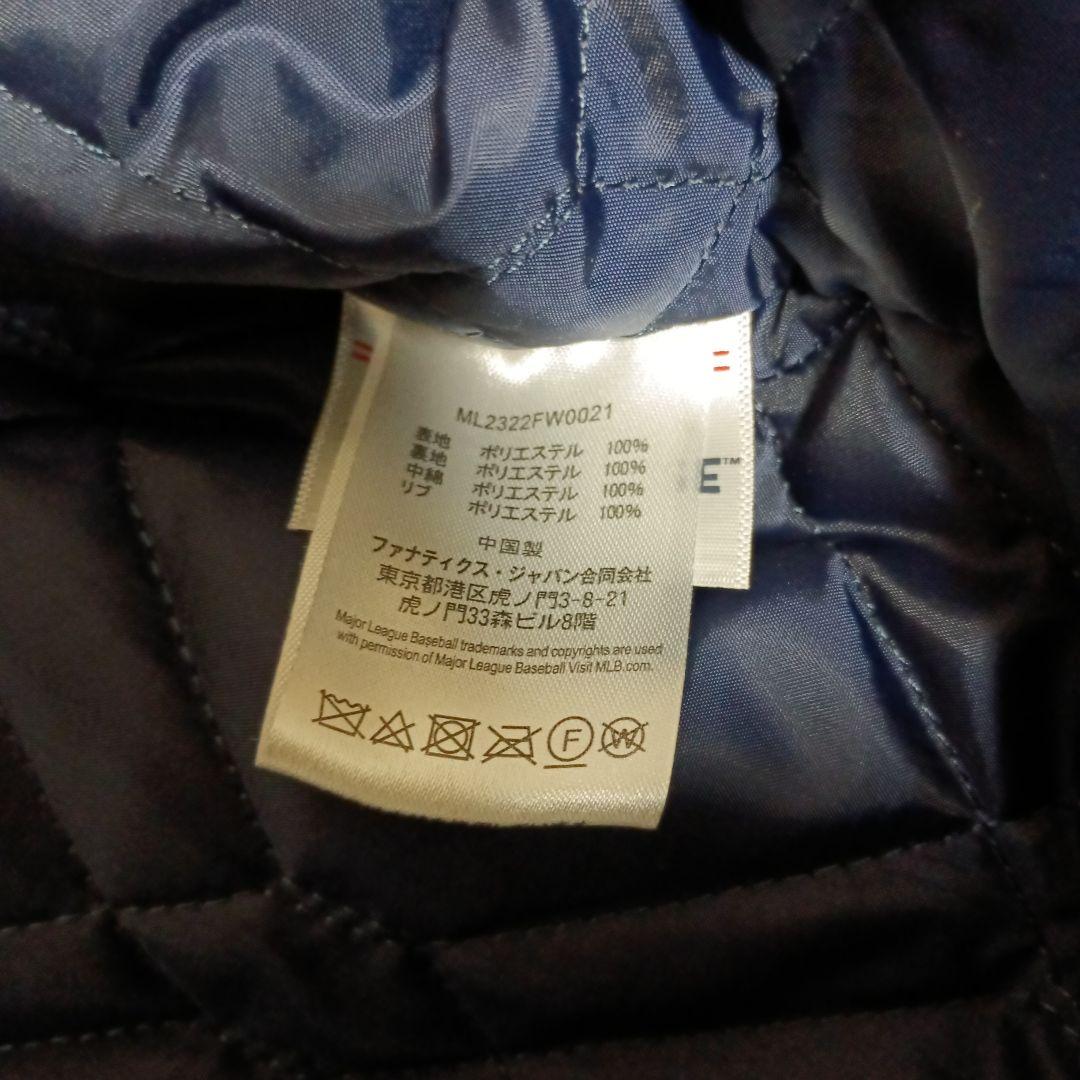 ML2322FW0021
表地 ポリエステル 100%
裏地 ポリエステル 100%
中綿 ポリエステル 100%
リブ ポリエステル 100%
中国製
ファナティクス・ジャパン合同会社
東京都港区虎ノ門3-8-21
虎ノ門33森ビル8階
Major League Baseball trademarks and copyrights are used
with permission of Major League Baseball Visit MLB.com.
F W
E™